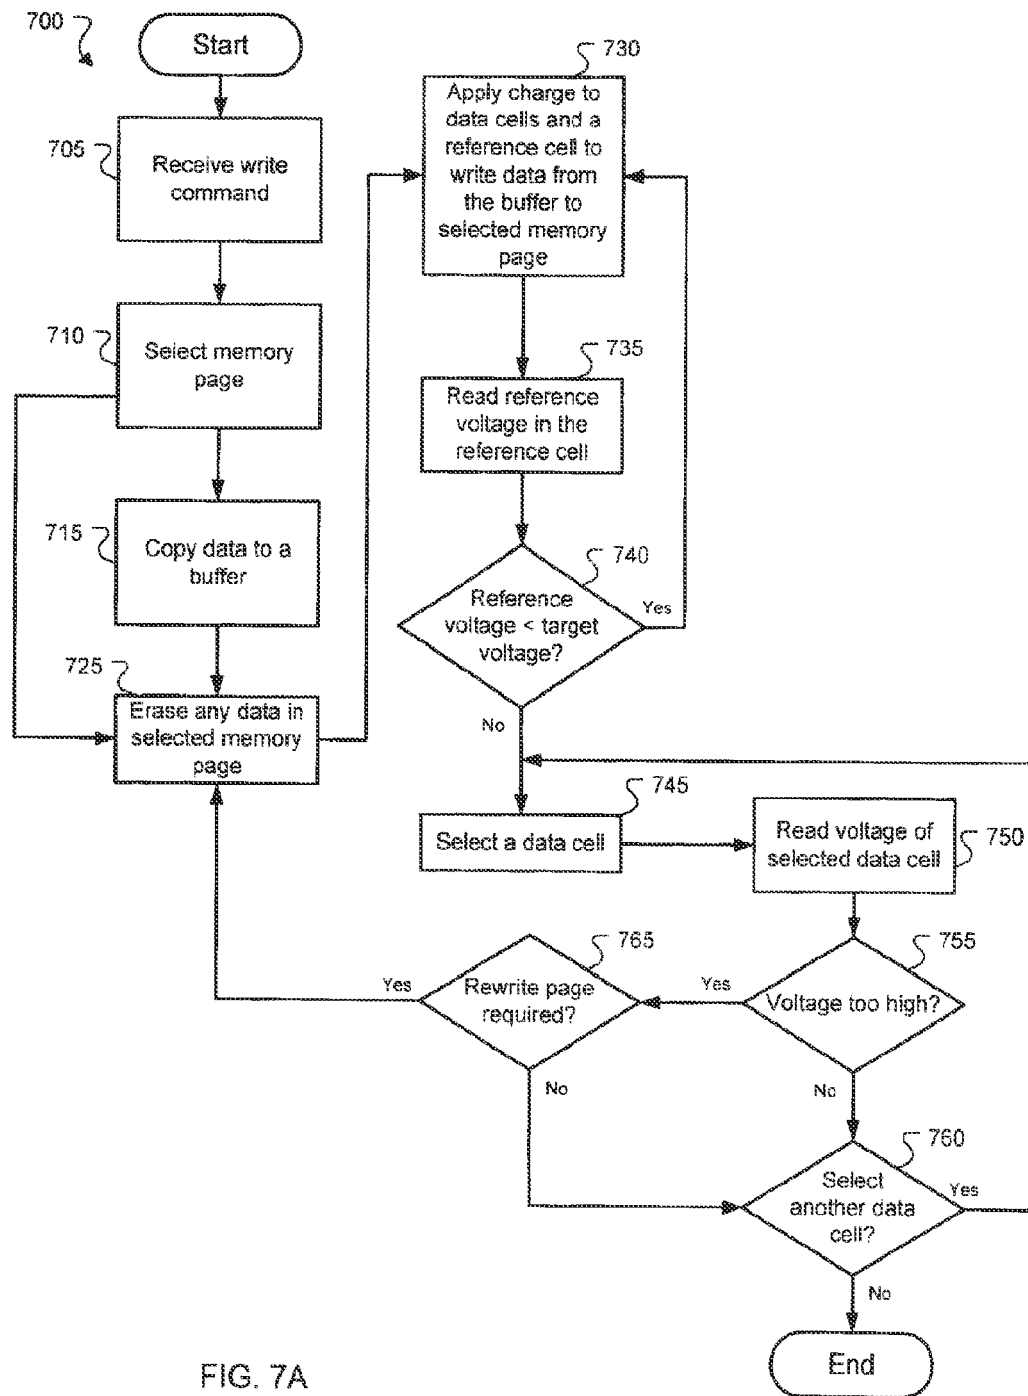 700
Start
705
Receive write
command
710
Select memory
page
715
Copy data to a
buffer
725
Erase any data in
selected memory
page
730
Apply charge to
data cells and a
reference cell to
write data from
the buffer to
selected memory
page
735
Read reference
voltage in the
reference cell
740
Reference
voltage < target
voltage?
Yes
No
745
Select a data cell
Read voltage of
selected data cell
750
755
Voltage too high?
Yes
No
765
Rewrite page
required?
Yes
No
760
Select
another data
cell?
Yes
No
End
FIG. 7A